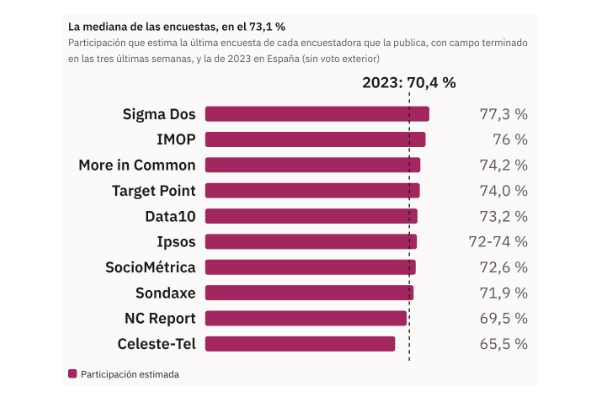 La mediana de las encuestas, en el 73,1 %
Participación que estima la última encuesta de cada encuestadora que la publica, con campo terminado
en las tres últimas semanas, y la de 2023 en España (sin voto exterior)
2023: 70,4 %
Sigma Dos 77,3 %
IMOP 76 %
More in Common 74,2 %
Target Point 74,0 %
Data10 73,2 %
Ipsos 72-74 %
SocioMétrica 72,6 %
Sondaxe 71,9 %
NC Report 69,5 %
Celeste-Tel 65,5 %
Participación estimada